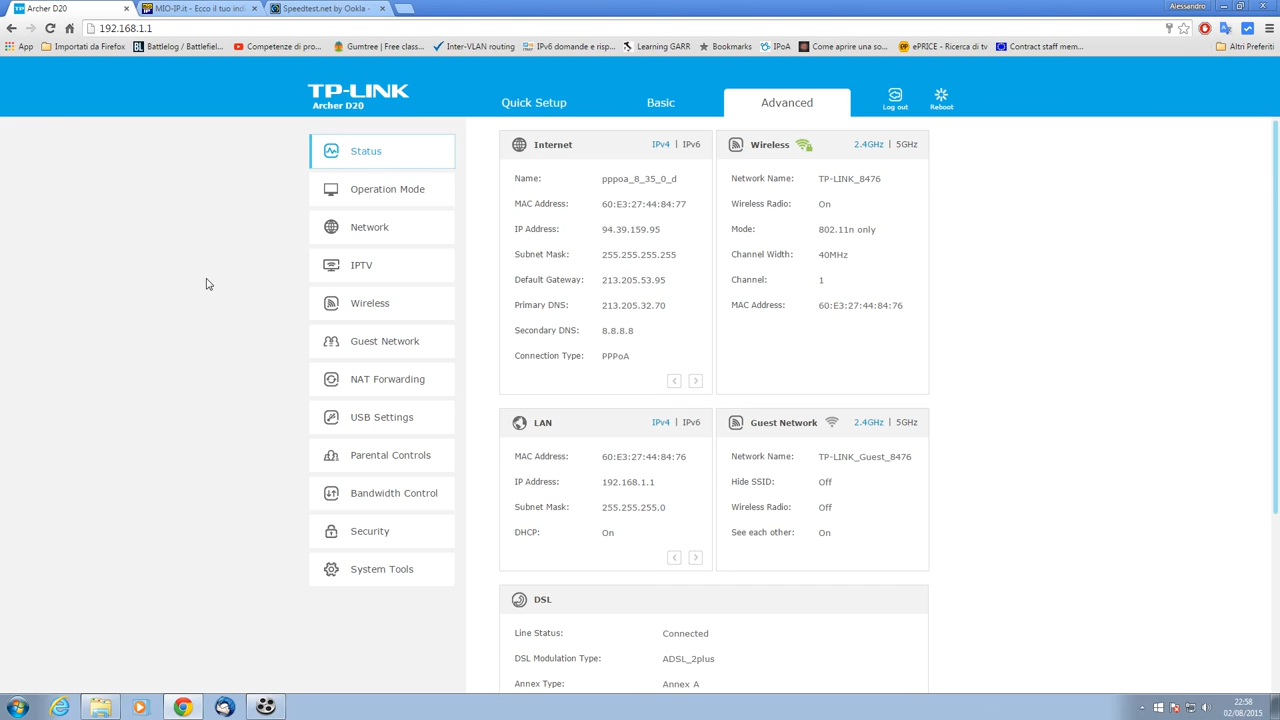 Archer D20
MIO-IP.it - Ecco il tuo indi
Speedtest.net by Ookla -
Alessandro
192.168.1.1
App
Importati da Firefox
Battlelog / Battlefiel...
Competenze di pro...
Gumtree | Free class...
Inter-VLAN routing
IPv6 domande e risp...
Learning GARR
Bookmarks
IPoA
Come aprire una so...
ePRICE - Ricerca di tv
Contract staff mem...
Altri Preferiti
TP-LINK
Archer D20
Quick Setup
Basic
Advanced
Log out
Reboot
Status
Operation Mode
Network
IPTV
Wireless
Guest Network
NAT Forwarding
USB Settings
Parental Controls
Bandwidth Control
Security
System Tools
Internet IPv4 | IPv6
Name: pppoa_8_35_0_d
MAC Address: 60:E3:27:44:84:77
IP Address: 94.39.159.95
Subnet Mask: 255.255.255.255
Default Gateway: 213.205.53.95
Primary DNS: 213.205.32.70
Secondary DNS: 8.8.8.8
Connection Type: PPPoA
Wireless 2.4GHz | 5GHz
Network Name: TP-LINK_8476
Wireless Radio: On
Mode: 802.11n only
Channel Width: 40MHz
Channel: 1
MAC Address: 60:E3:27:44:84:76
LAN IPv4 | IPv6
MAC Address: 60:E3:27:44:84:76
IP Address: 192.168.1.1
Subnet Mask: 255.255.255.0
DHCP: On
Guest Network 2.4GHz | 5GHz
Network Name: TP-LINK_Guest_8476
Hide SSID: Off
Wireless Radio: Off
See each other: On
DSL
Line Status: Connected
DSL Modulation Type: ADSL_2plus
Annex Type: Annex A
22:58
02/08/2015